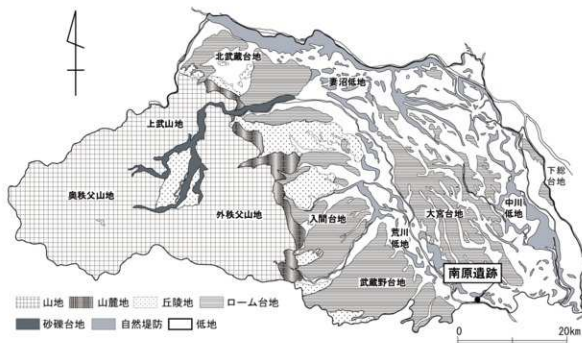 北武蔵台地
妻沼低地
上武山地
奥秩父山地
外秩父山地
入間台地
荒川
低地
大宮台地
中川
低地
下総
台地
武蔵野台地
南原遺跡
山地 山麓地 丘陵地 ローム台地
砂礫台地 自然堤防 低地
0 20km